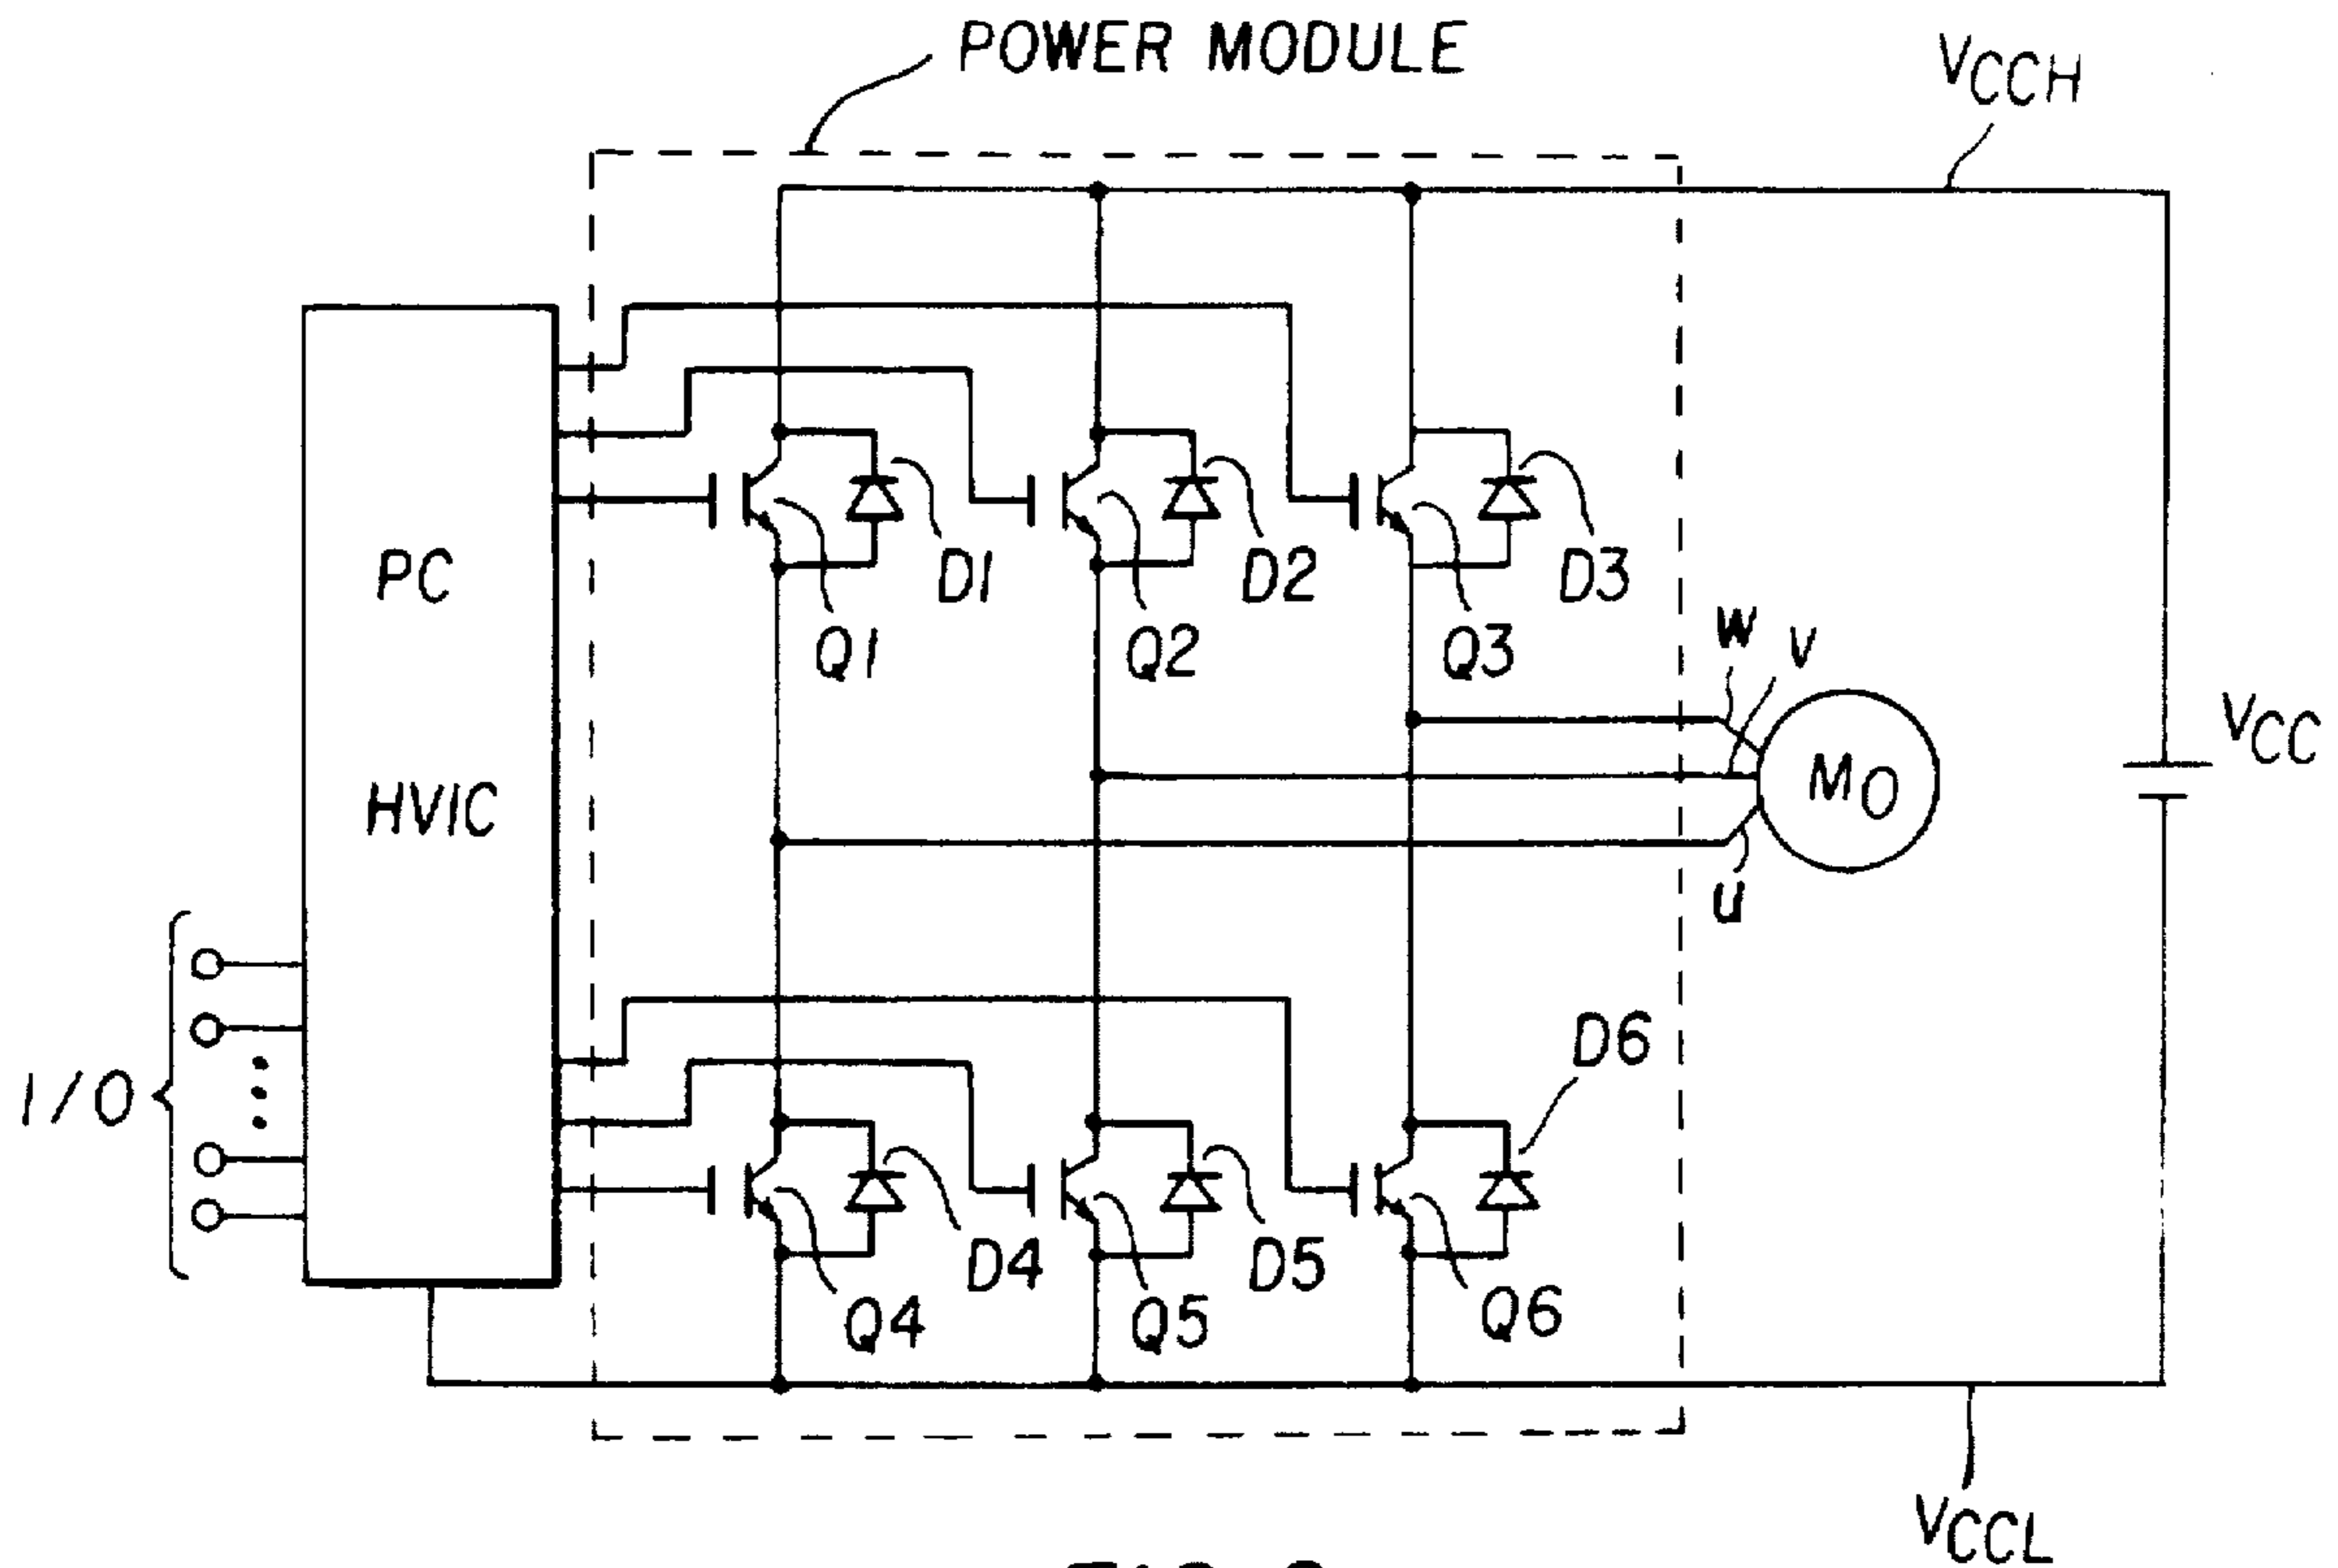 POWER MODULE
VCCH
PC
HVIC
D1
D2
D3
Q1
Q2
Q3
W
V
MO
VCC
U
I/O
D6
D4
D5
Q4
Q5
Q6
VCCL